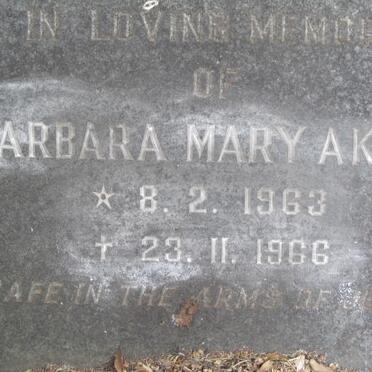 IN LOVING MEMO
OF
ARBARA MARY AK
* 8. 2. 1963
† 23. 11. 1966
SAFE IN THE ARMS OF